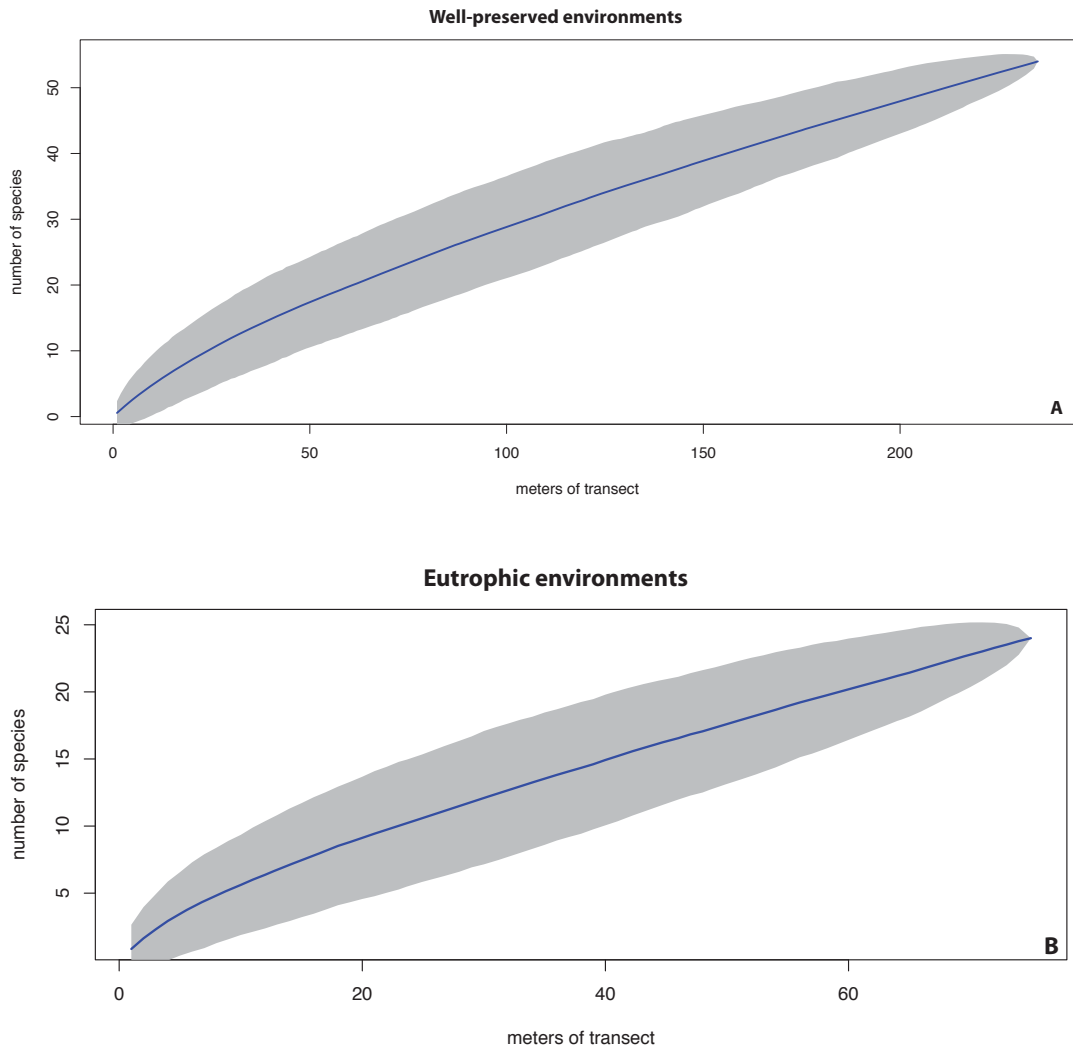 Well-preserved environments
number of species
50
40
30
20
10
0
A
0 50 100 150 200
meters of transect
Eutrophic environments
number of species
25
20
15
10
5
B
0 20 40 60
meters of transect